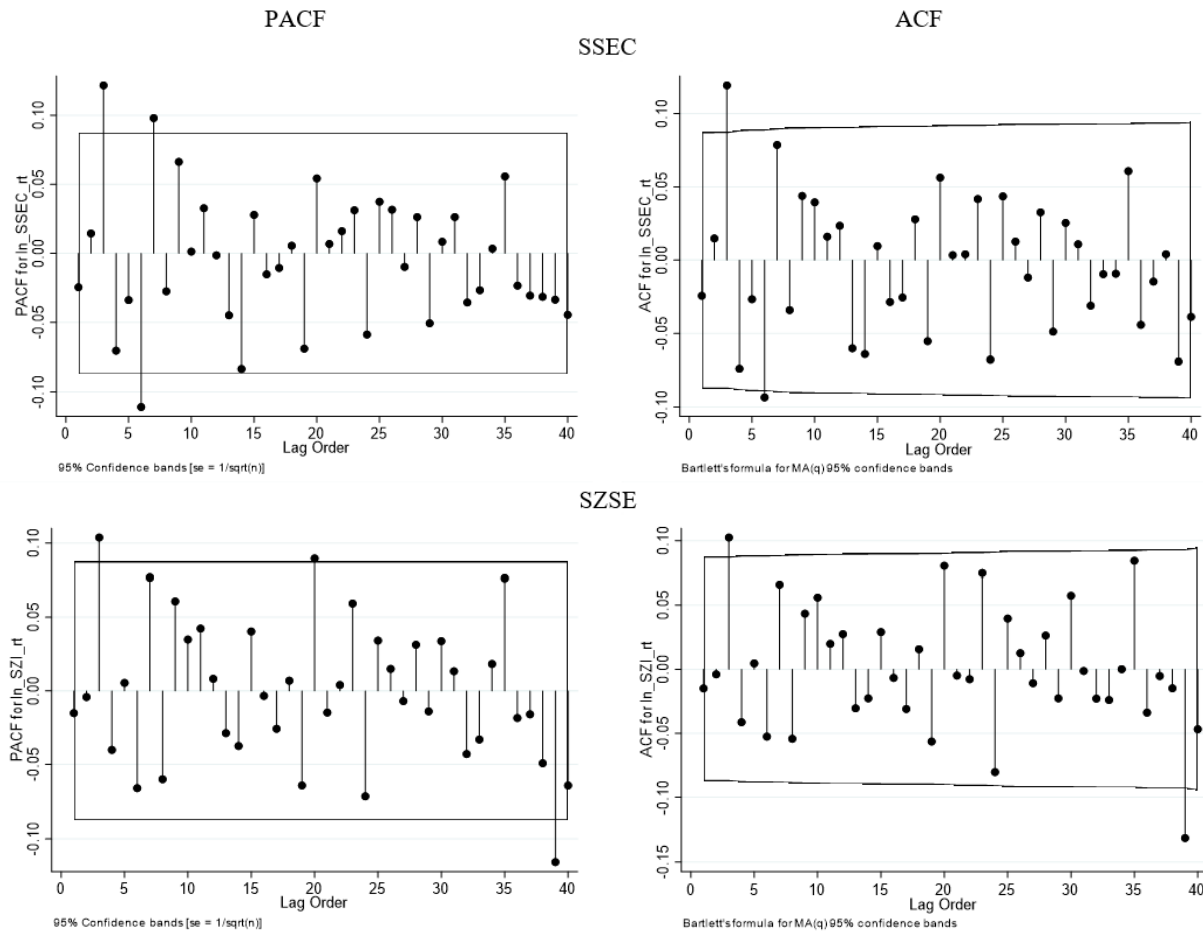 PACF
ACF
SSEC
PACF for ln_SSEC_rt
0.10
0.05
0.00
-0.05
-0.10
0 5 10 15 20 25 30 35 40
Lag Order
95% Confidence bands [se = 1/sqrt(n)]
ACF for ln_SSEC_rt
0.10
0.05
0.00
-0.05
-0.10
0 5 10 15 20 25 30 35 40
Lag Order
Bartlett's formula for MA(q) 95% confidence bands
SZSE
PACF for ln_SZI_rt
0.10
0.05
0.00
-0.05
-0.10
0 5 10 15 20 25 30 35 40
Lag Order
95% Confidence bands [se = 1/sqrt(n)]
ACF for ln_SZI_rt
0.10
0.05
0.00
-0.05
-0.10
-0.15
0 5 10 15 20 25 30 35 40
Lag Order
Bartlett's formula for MA(q) 95% confidence bands